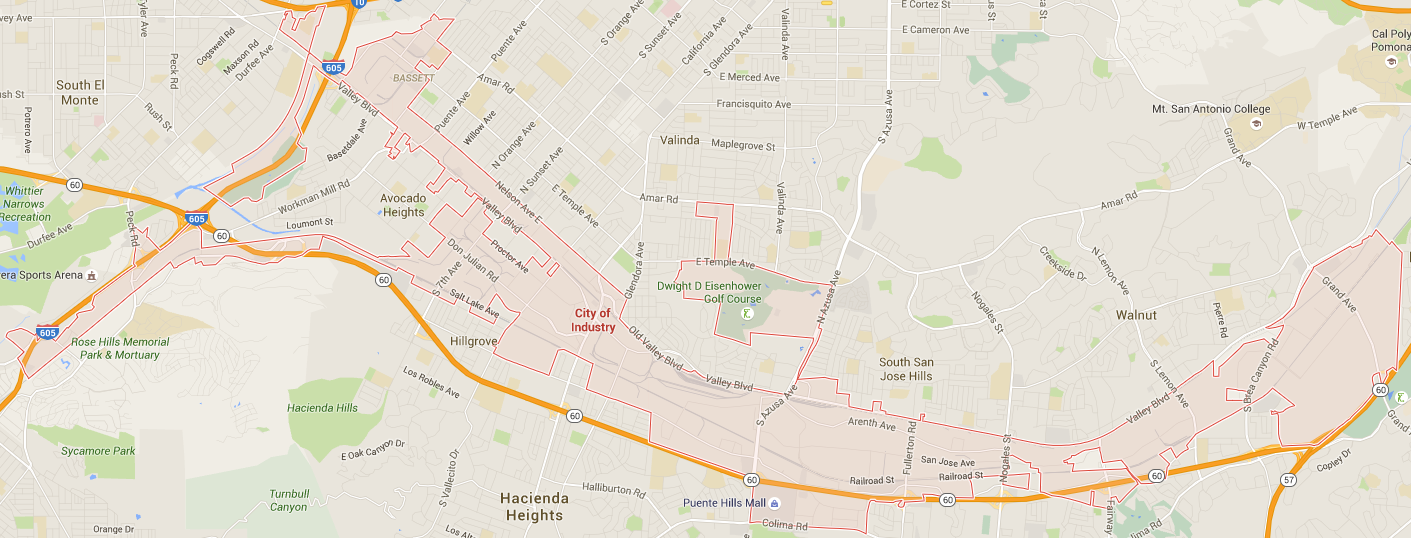 10
E Cortez St
Tyler Ave
Cogswell Rd
Puente Ave
S Orange Ave
S Sunset Ave
California Ave
Valinda Ave
E Cameron Ave
Maxson Rd
Durfee Ave
S Glendora Ave
Cal Poly
Pomona
Peck Rd
605
BASSETT
Amar Rd
E Merced Ave
South El
Monte
Valley Blvd
Francisquito Ave
S Azusa Ave
Mt. San Antonio College
W Temple Ave
Rush St
Potrero Ave
Puente Ave
Willow Ave
Basetdale Ave
N Orange Ave
Valinda
Maplegrove St
Grand Ave
60
Whittier
Narrows
Recreation
Workman Mill Rd
Avocado
Heights
N Sunset Ave
Nelson Ave E
E Temple Ave
Amar Rd
Valinda Ave
Amar Rd
605
Peck Rd
Loumont St
Valley Blvd
Durfee Ave
60
Proctor Ave
Don Julian Rd
S 7th Ave
Glendora Ave
E Temple Ave
Creekside Dr
N Lemon Ave
era Sports Arena
60
Salt Lake Ave
Dwight D Eisenhower
Golf Course
N Azusa Ave
Nogales St
Grand Ave
City of
Industry
Walnut
Pierre Rd
605
Rose Hills Memorial
Park & Mortuary
Hillgrove
Old Valley Blvd
Valley Blvd
South San
Jose Hills
S Lemon Ave
S Brea Canyon Rd
Los Robles Ave
60
Hacienda Hills
60
S Azusa Ave
Arenth Ave
Valley Blvd
Grand A
Sycamore Park
E Oak Canyon Dr
S Vallecito Dr
Fullerton Rd
San Jose Ave
Nogales St
Copley Dr
Turnbull
Canyon
Halliburton Rd
60
Railroad St
Railroad St
60
60
57
Hacienda
Heights
Puente Hills Mall
Colima Rd
Fairway
lima Rd
Orange Dr
Los Alt